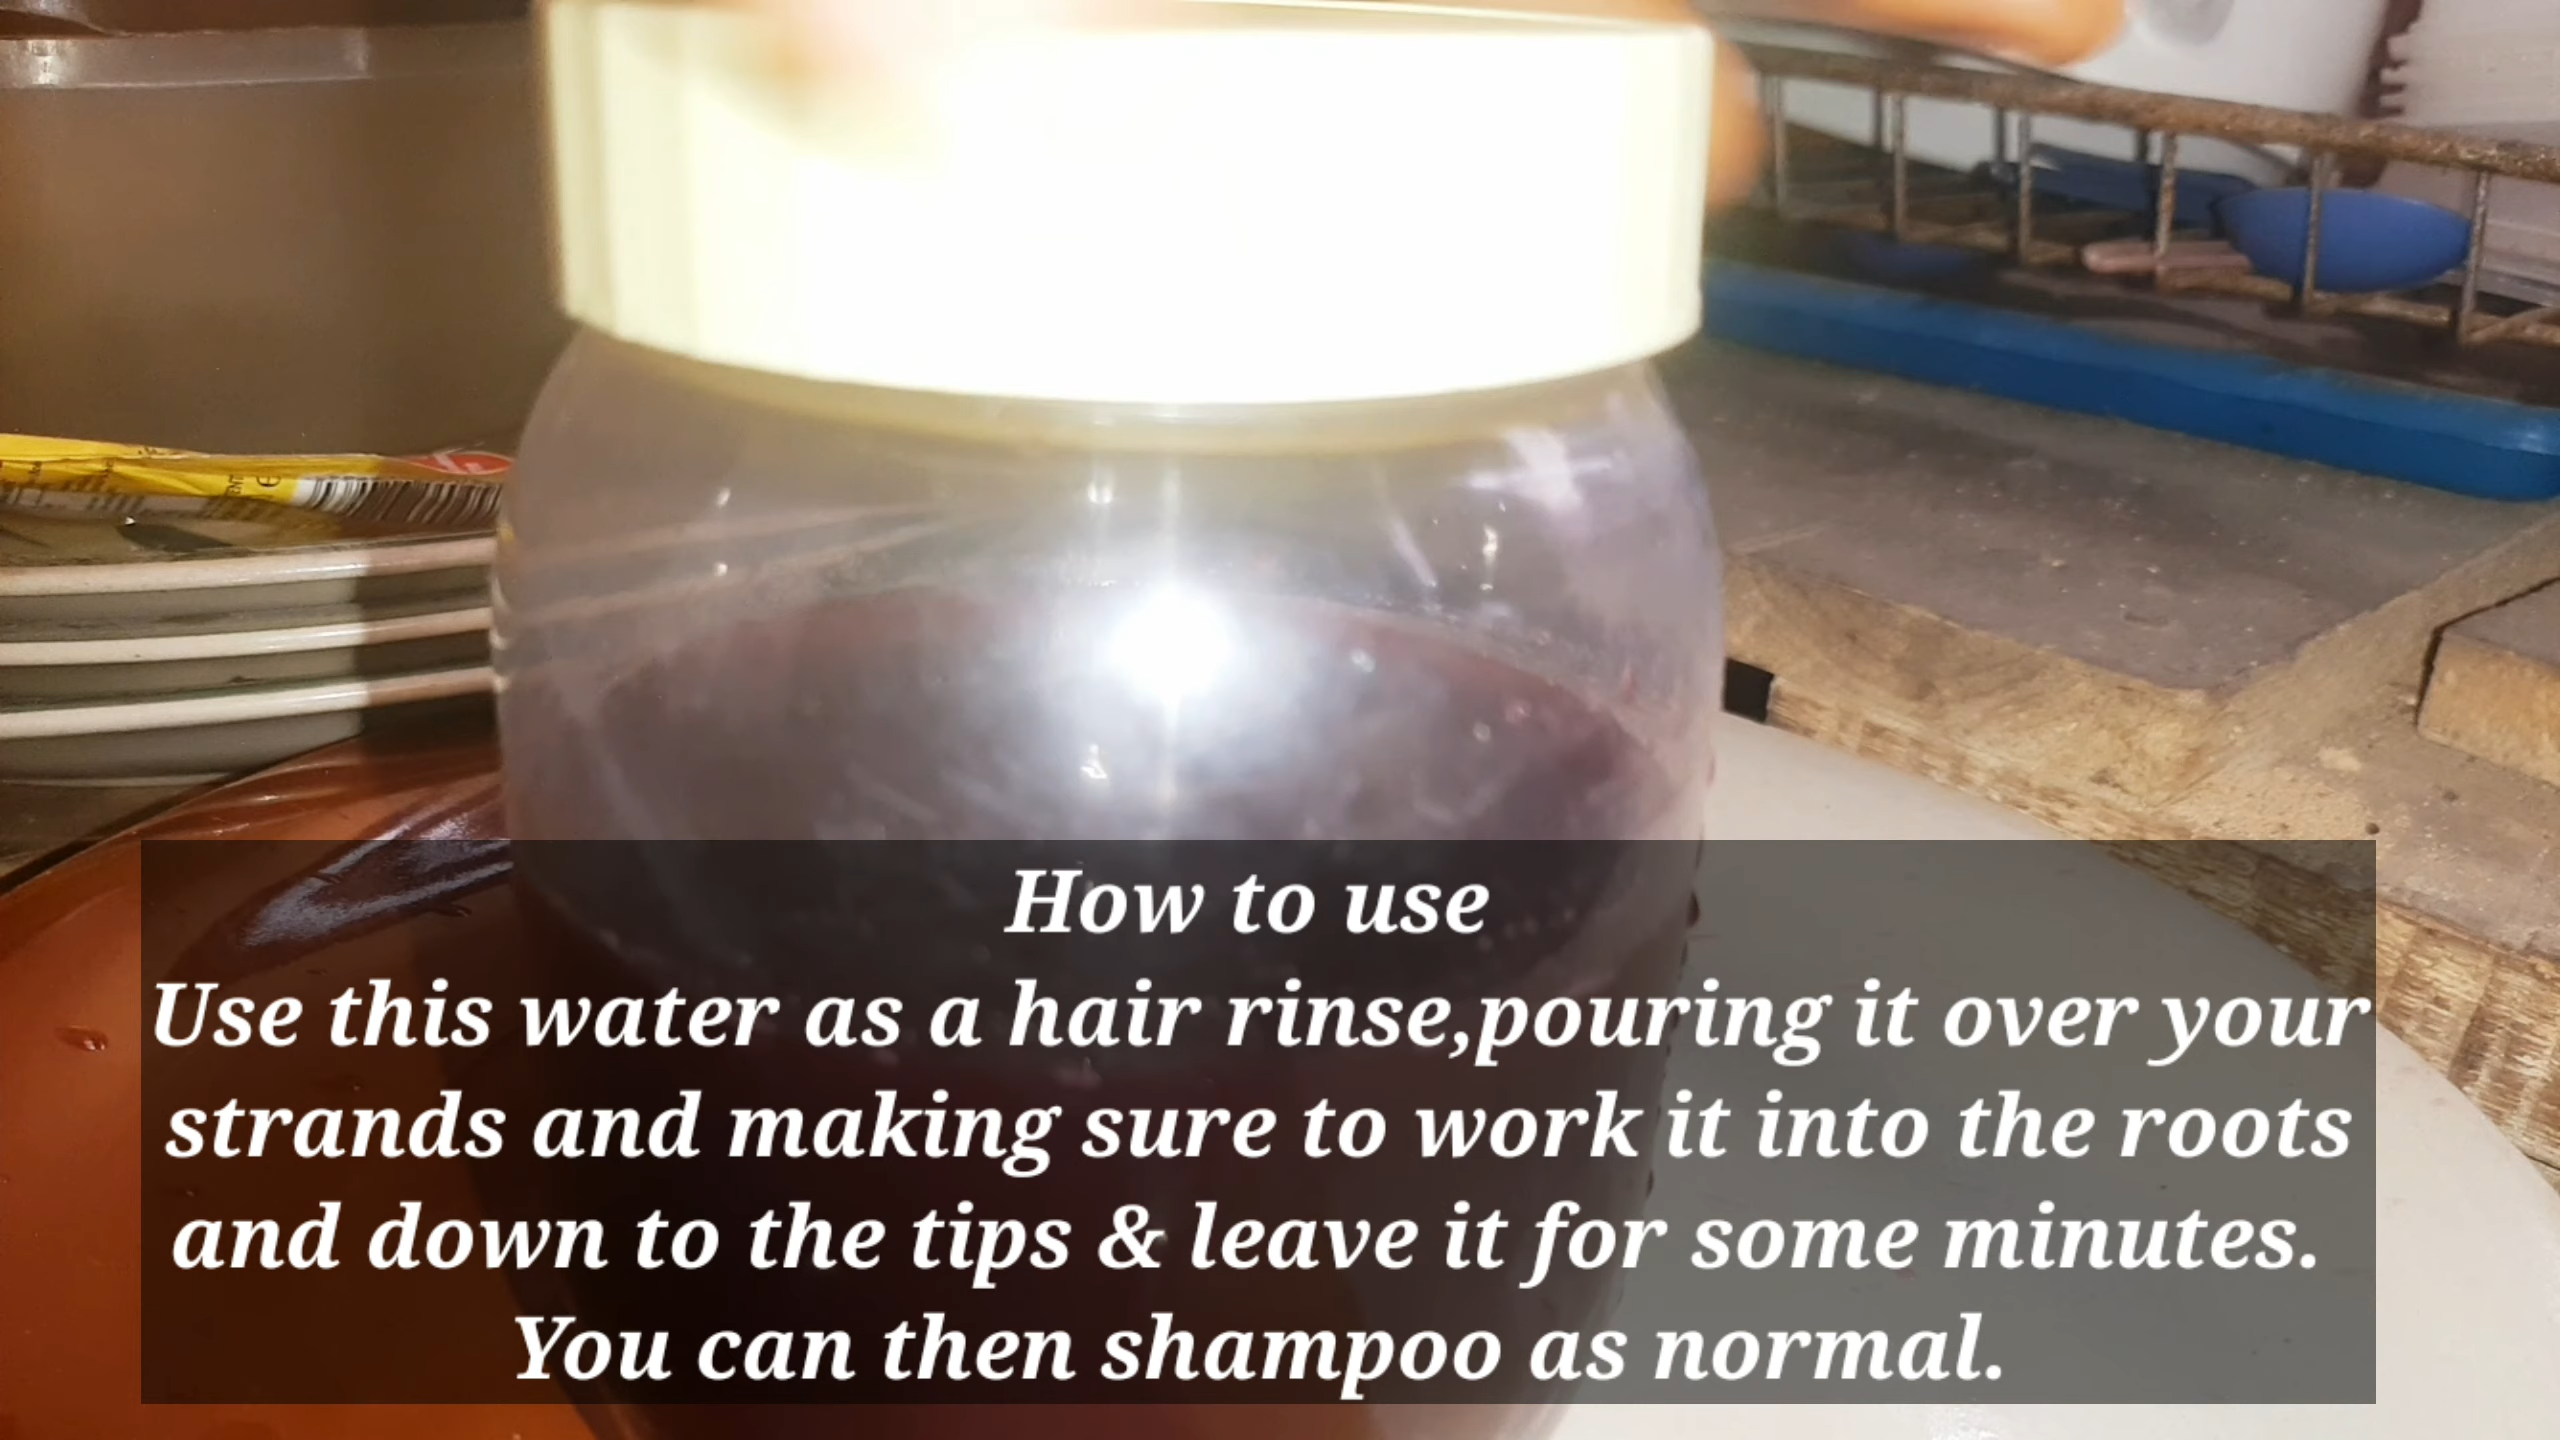 How to use
Use this water as a hair rinse,pouring it over your
strands and making sure to work it into the roots
and down to the tips & leave it for some minutes.
You can then shampoo as normal.